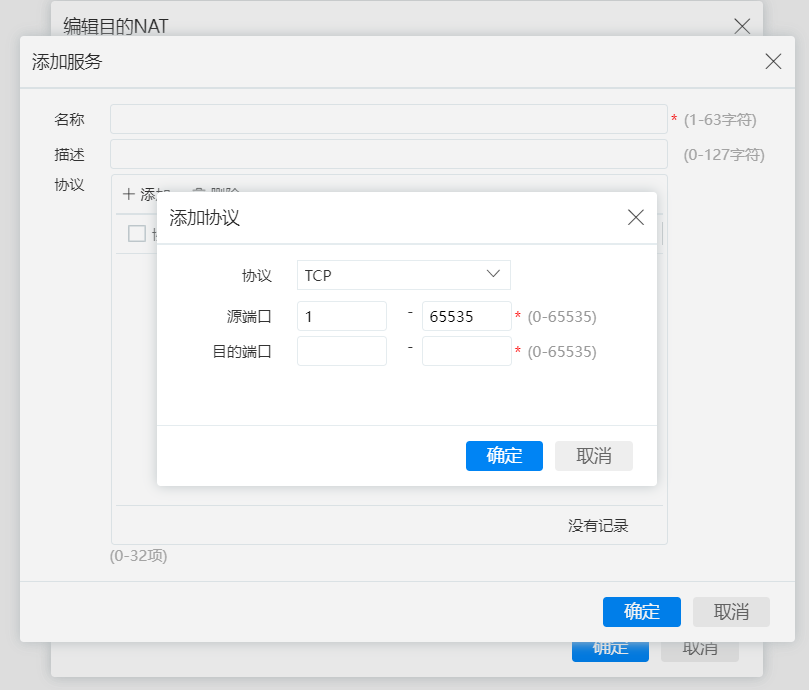 编辑目的NAT
添加服务
名称 * (1-63字符)
描述 (0-127字符)
协议
添加
添加协议
协议 TCP
源端口 1 - 65535 * (0-65535)
目的端口 - * (0-65535)
确定 取消
没有记录
(0-32项)
确定 取消
确定 取消